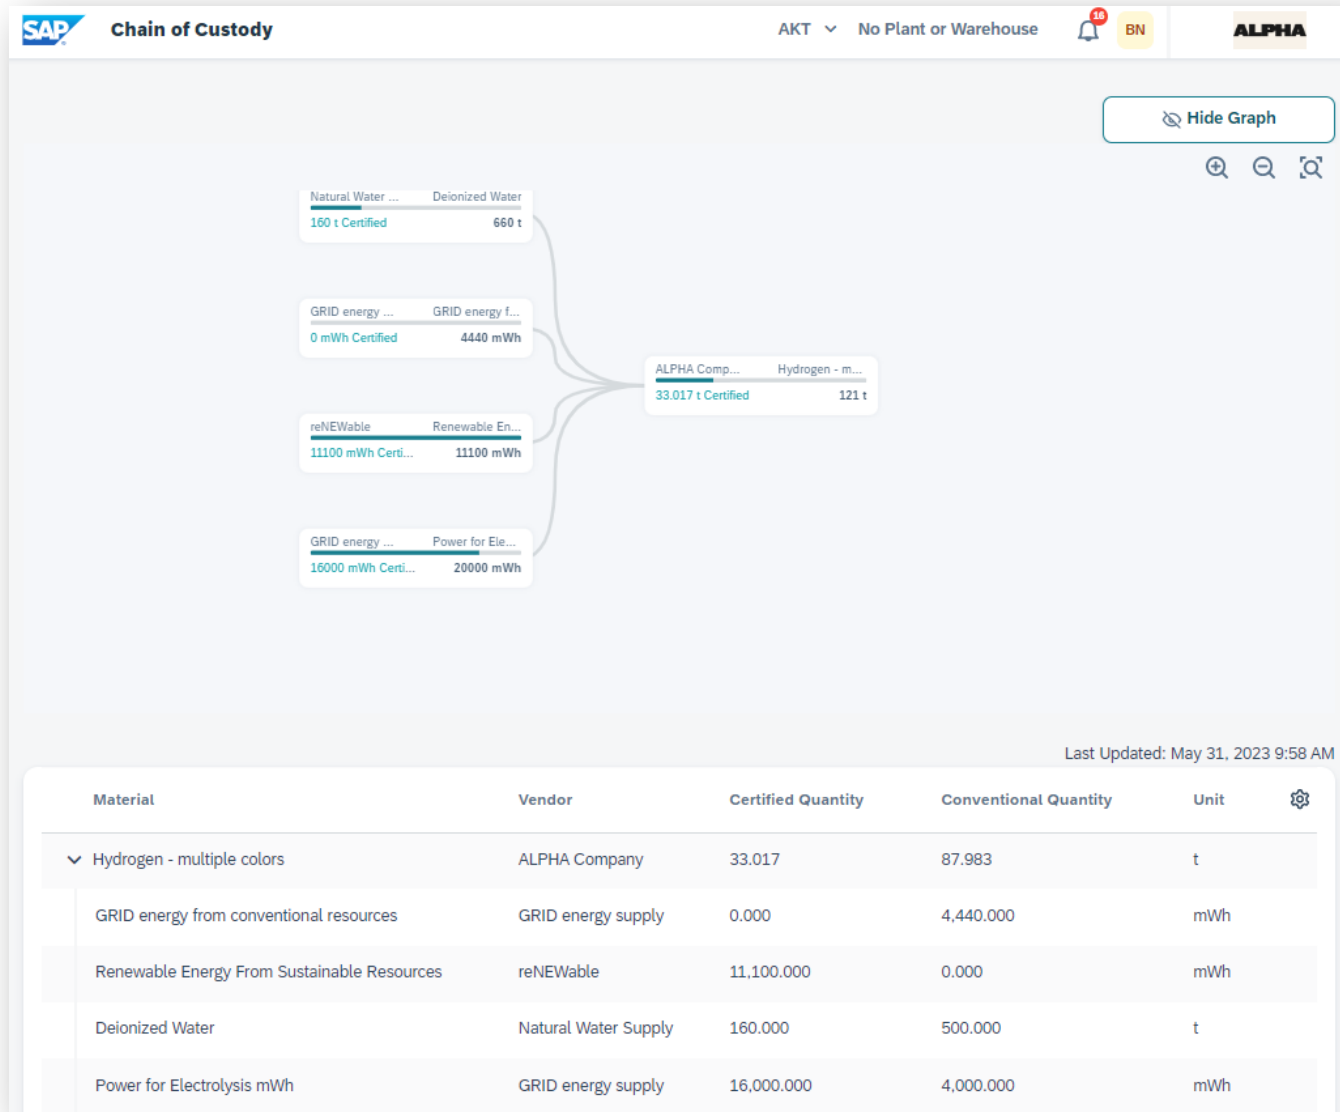 SAP Chain of Custody AKT No Plant or Warehouse 16 BN ALPHA
Hide Graph
Natural Water ... Deionized Water
160 t Certified 660 t
GRID energy ... GRID energy f...
0 mWh Certified 4440 mWh
ALPHA Comp... Hydrogen - m...
33.017 t Certified 121 t
reNEWable Renewable En...
11100 mWh Certi... 11100 mWh
GRID energy ... Power for Ele...
16000 mWh Certi... 20000 mWh
Last Updated: May 31, 2023 9:58 AM
Material Vendor Certified Quantity Conventional Quantity Unit
Hydrogen - multiple colors ALPHA Company 33.017 87.983 t
GRID energy from conventional resources GRID energy supply 0.000 4,440.000 mWh
Renewable Energy From Sustainable Resources reNEWable 11,100.000 0.000 mWh
Deionized Water Natural Water Supply 160.000 500.000 t
Power for Electrolysis mWh GRID energy supply 16,000.000 4,000.000 mWh